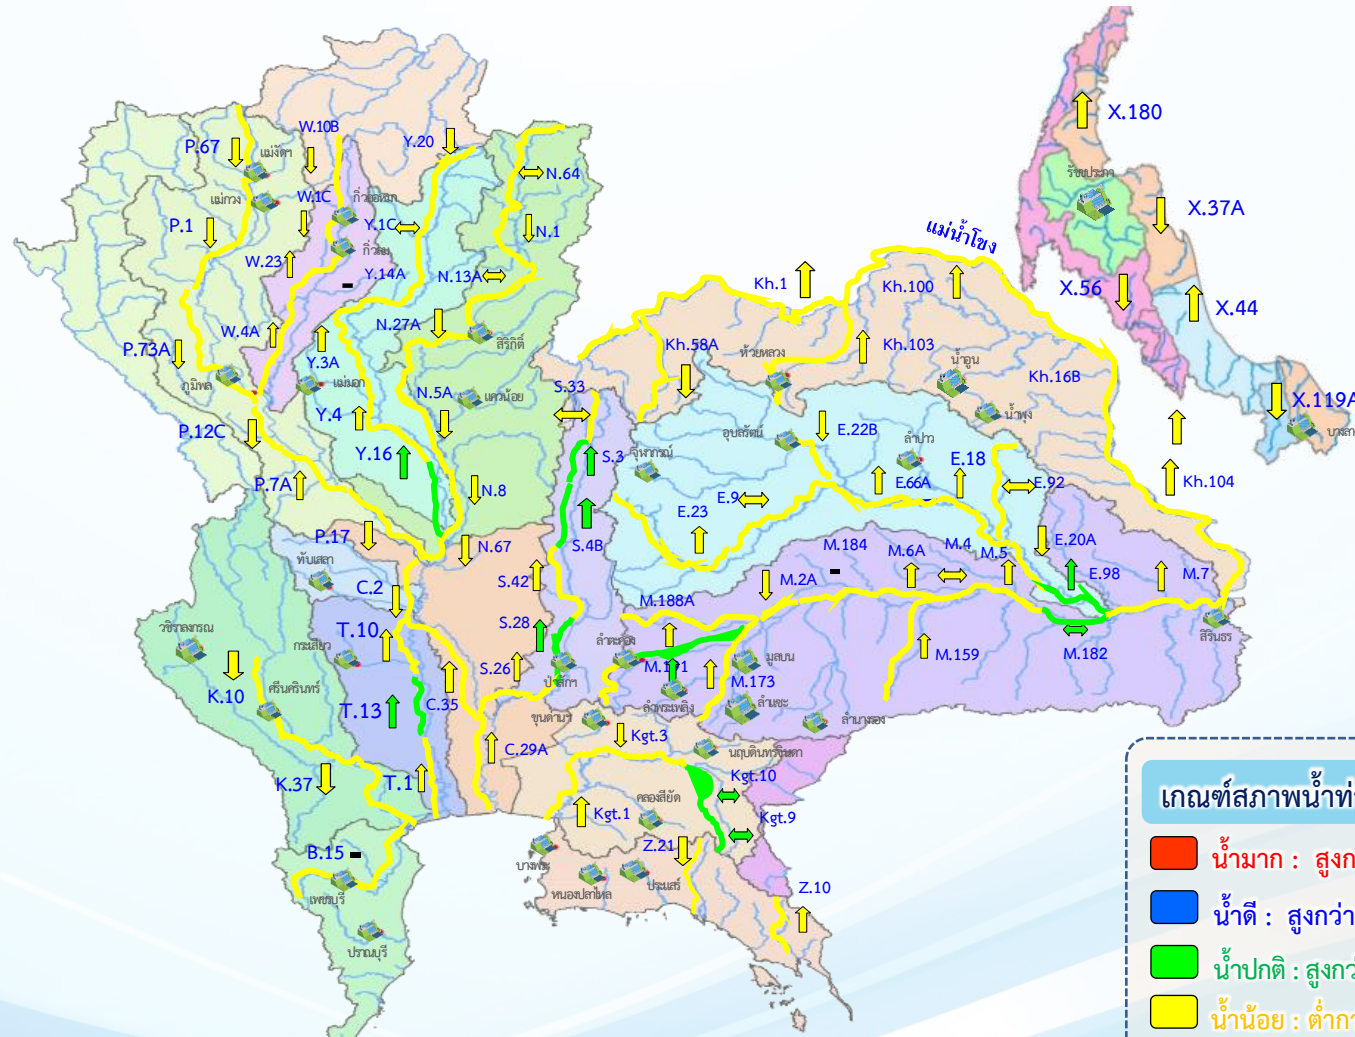 X.180
W.10B
P.67
Y.20
แม่งัดฯ
รัชชประภา
N.64
แม่กวง
W.1C
กิ่วคอหมา
X.37A
P.1
Y.1C
N.1
แม่น้ำโขง
กิ่วลม
W.23
Y.14A
N.13A
Kh.1
Kh.100
X.56
X.44
W.4A
N.27A
สิริกิติ์
P.73A
Y.3A
Kh.58A
ห้วยหลวง
Kh.103
น้ำอูน
ภูมิพล
แม่มอก
Kh.16B
S.33
N.5A
แควน้อย
X.119A
Y.4
น้ำพุง
P.12C
อุบลรัตน์
E.22B
บางลาง
Y.16
S.3
จุฬาภรณ์
ลำปาว
E.18
P.7A
N.8
E.9
E.66A
E.92
Kh.104
E.23
P.17
N.67
S.4B
E.20A
ทับเสลา
M.184
M.6A
M.4
M.5
C.2
S.42
M.2A
E.98
M.7
M.188A
วชิราลงกรณ
T.10
S.28
ลำตะคอง
สิรินธร
กระเสียว
มูลบน
M.159
M.182
S.26
ป่าสักฯ
M.191
M.173
K.10
ศรีนครินทร์
T.13
C.35
ลำพระเพลิง
ลำแชะ
ขุนด่านฯ
ลำนางรอง
Kgt.3
C.29A
นฤบดินทรจินดา
K.37
T.1
Kgt.10
คลองสียัด
Kgt.1
Kgt.9
B.15
Z.21
บางพระ
หนองปลาไหล
ประแสร์
Z.10
เพชรบุรี
ปราณบุรี
เกณฑ์สภาพน้ำท่
น้ำมาก : สูงก
น้ำดี : สูงกว่า
น้ำปกติ : สูงกว่
น้ำน้อย : ต่ำกว